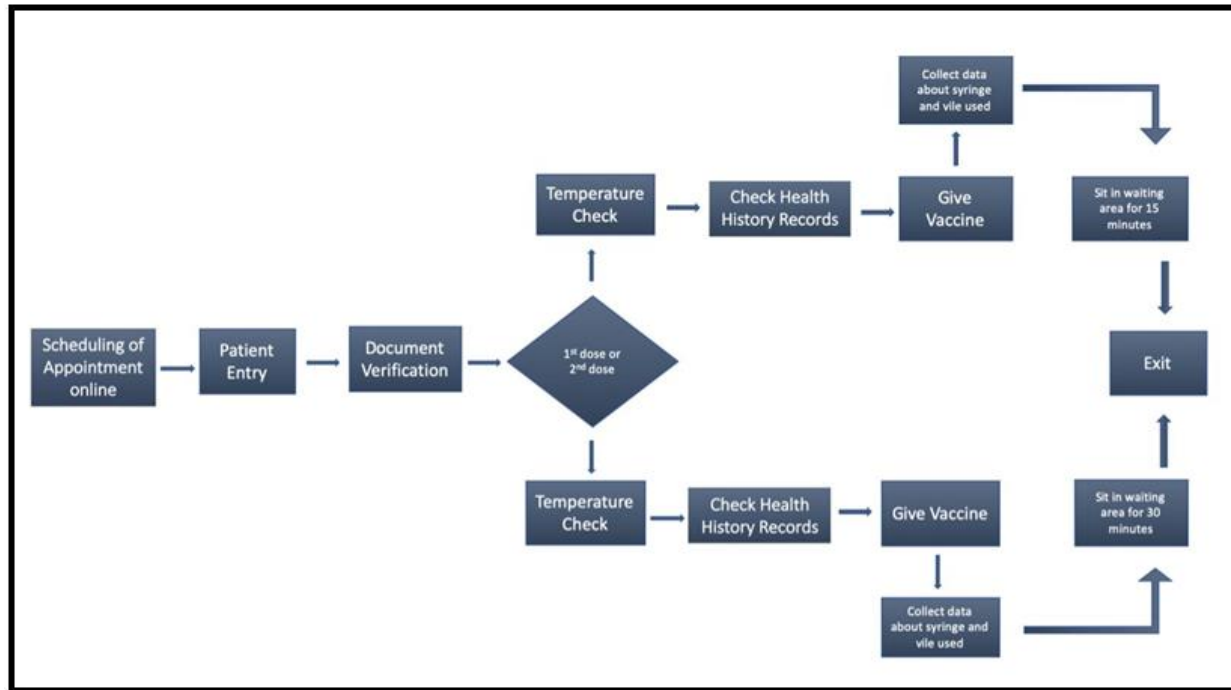 Collect data
about syringe
and vile used
Temperature
Check
Check Health
History Records
Give
Vaccine
Sit in waiting
area for 15
minutes
Scheduling of
Appointment
online
Patient
Entry
Document
Verification
1st dose or
2nd dose
Exit
Temperature
Check
Check Health
History Records
Give Vaccine
Sit in waiting
area for 30
minutes
Collect data
about syringe and
vile used